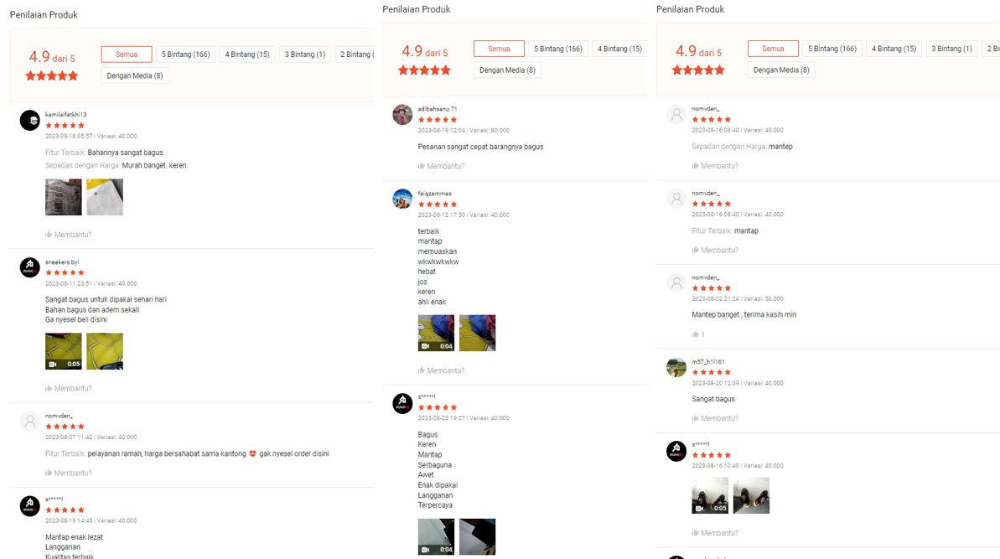 Penilaian Produk
4.9 dari 5
Semua
5 Bintang (166)
4 Bintang (15)
3 Bintang (1)
2 Bintang (
Dengan Media (8)
kamilalfatkhi13
2023-08-18 05:57 | Variasi: 40.000
Fitur Terbaik: Bahannya sangat bagus.
Sepadan dengan Harga: Murah banget. keren.
Membantu?
sneakers.byl
2023-08-11 23:51 | Variasi: 40.000
Sangat bagus untuk dipakai sehari hari
Bahan bagus dan adem sekali
Ga nyesel beli disini
0:05
Membantu?
nomvden_
2023-08-07 11:42 | Variasi: 40.000
Fitur Terbaik: pelayanan ramah, harga bersahabat sama kantong 😍 gak nyesel order disini
Membantu?
s*****l
2023-08-16 14:45 | Variasi: 40.000
Mantap enak lezat
Langganan
Kualitas terbaik
Penilaian Produk
4.9 dari 5
Semua
5 Bintang (166)
4 Bintang (15)
Dengan Media (8)
adibahsanu.71
2023-08-19 12:04 | Variasi: 80.000
Pesanan sangat cepat barangnya bagus
Membantu?
faiqzammas
2023-08-12 17:50 | Variasi: 40.000
terbaik
mantap
memuaskan
wkwkwkwkw
hebat
jos
keren
ahli enak
0:04
Membantu?
s*****l
2023-08-22 19:27 | Variasi: 40.000
Bagus
Keren
Mantap
Serbaguna
Awet
Enak dipakai
Langganan
Terpercaya
0:04
Penilaian Produk
4.9 dari 5
Semua
5 Bintang (166)
4 Bintang (15)
3 Bintang (1)
2 Bin
Dengan Media (8)
nomvden_
2023-08-16 08:40 | Variasi: 40.000
Sepadan dengan Harga: mantep
Membantu?
nomvden_
2023-08-16 08:40 | Variasi: 40.000
Fitur Terbaik: mantap
Membantu?
nomvden_
2023-08-02 21:24 | Variasi: 50.000
Mantep banget , terima kasih min
1
m57_h1l161
2023-08-20 12:39 | Variasi: 40.000
Sangat bagus
Membantu?
s*****l
2023-08-16 10:49 | Variasi: 40.000
0:05
Membantu?